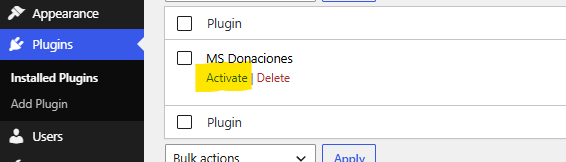 Appearance
Plugins
Installed Plugins
Add Plugin
Users
Plugin
MS Donaciones
Activate | Delete
Plugin
Bulk actions
Apply